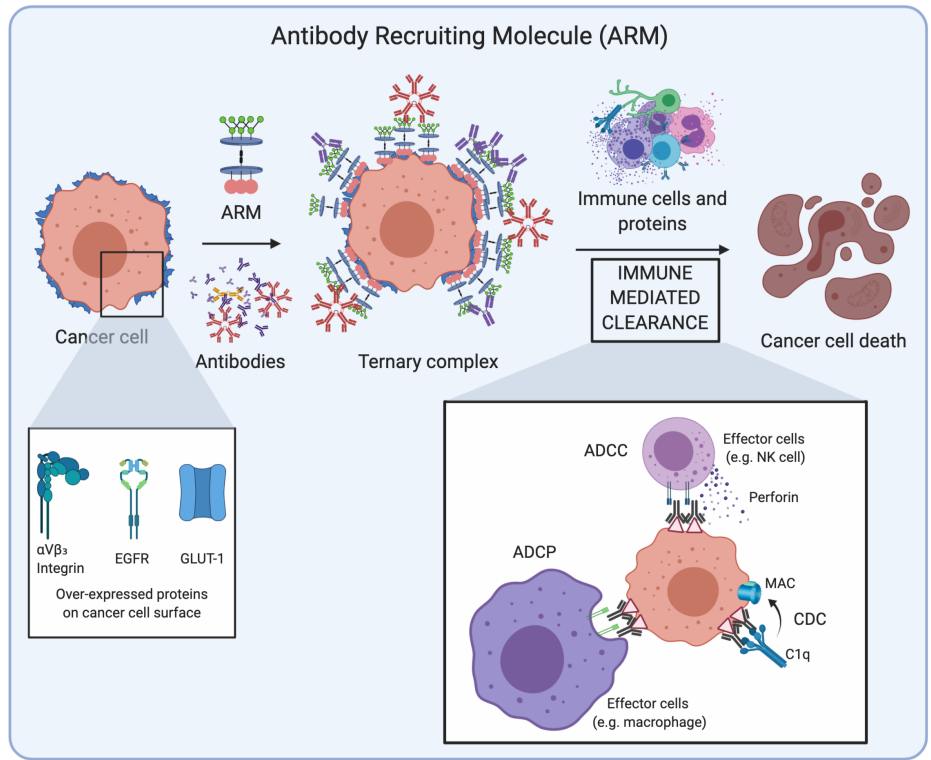 Antibody Recruiting Molecule (ARM)
ARM
Immune cells and
proteins
IMMUNE
MEDIATED
CLEARANCE
Cancer cell
Antibodies
Ternary complex
Cancer cell death
αVβ₃
Integrin
EGFR
GLUT-1
Over-expressed proteins
on cancer cell surface
ADCC
Effector cells
(e.g. NK cell)
Perforin
ADCP
MAC
CDC
C1q
Effector cells
(e.g. macrophage)